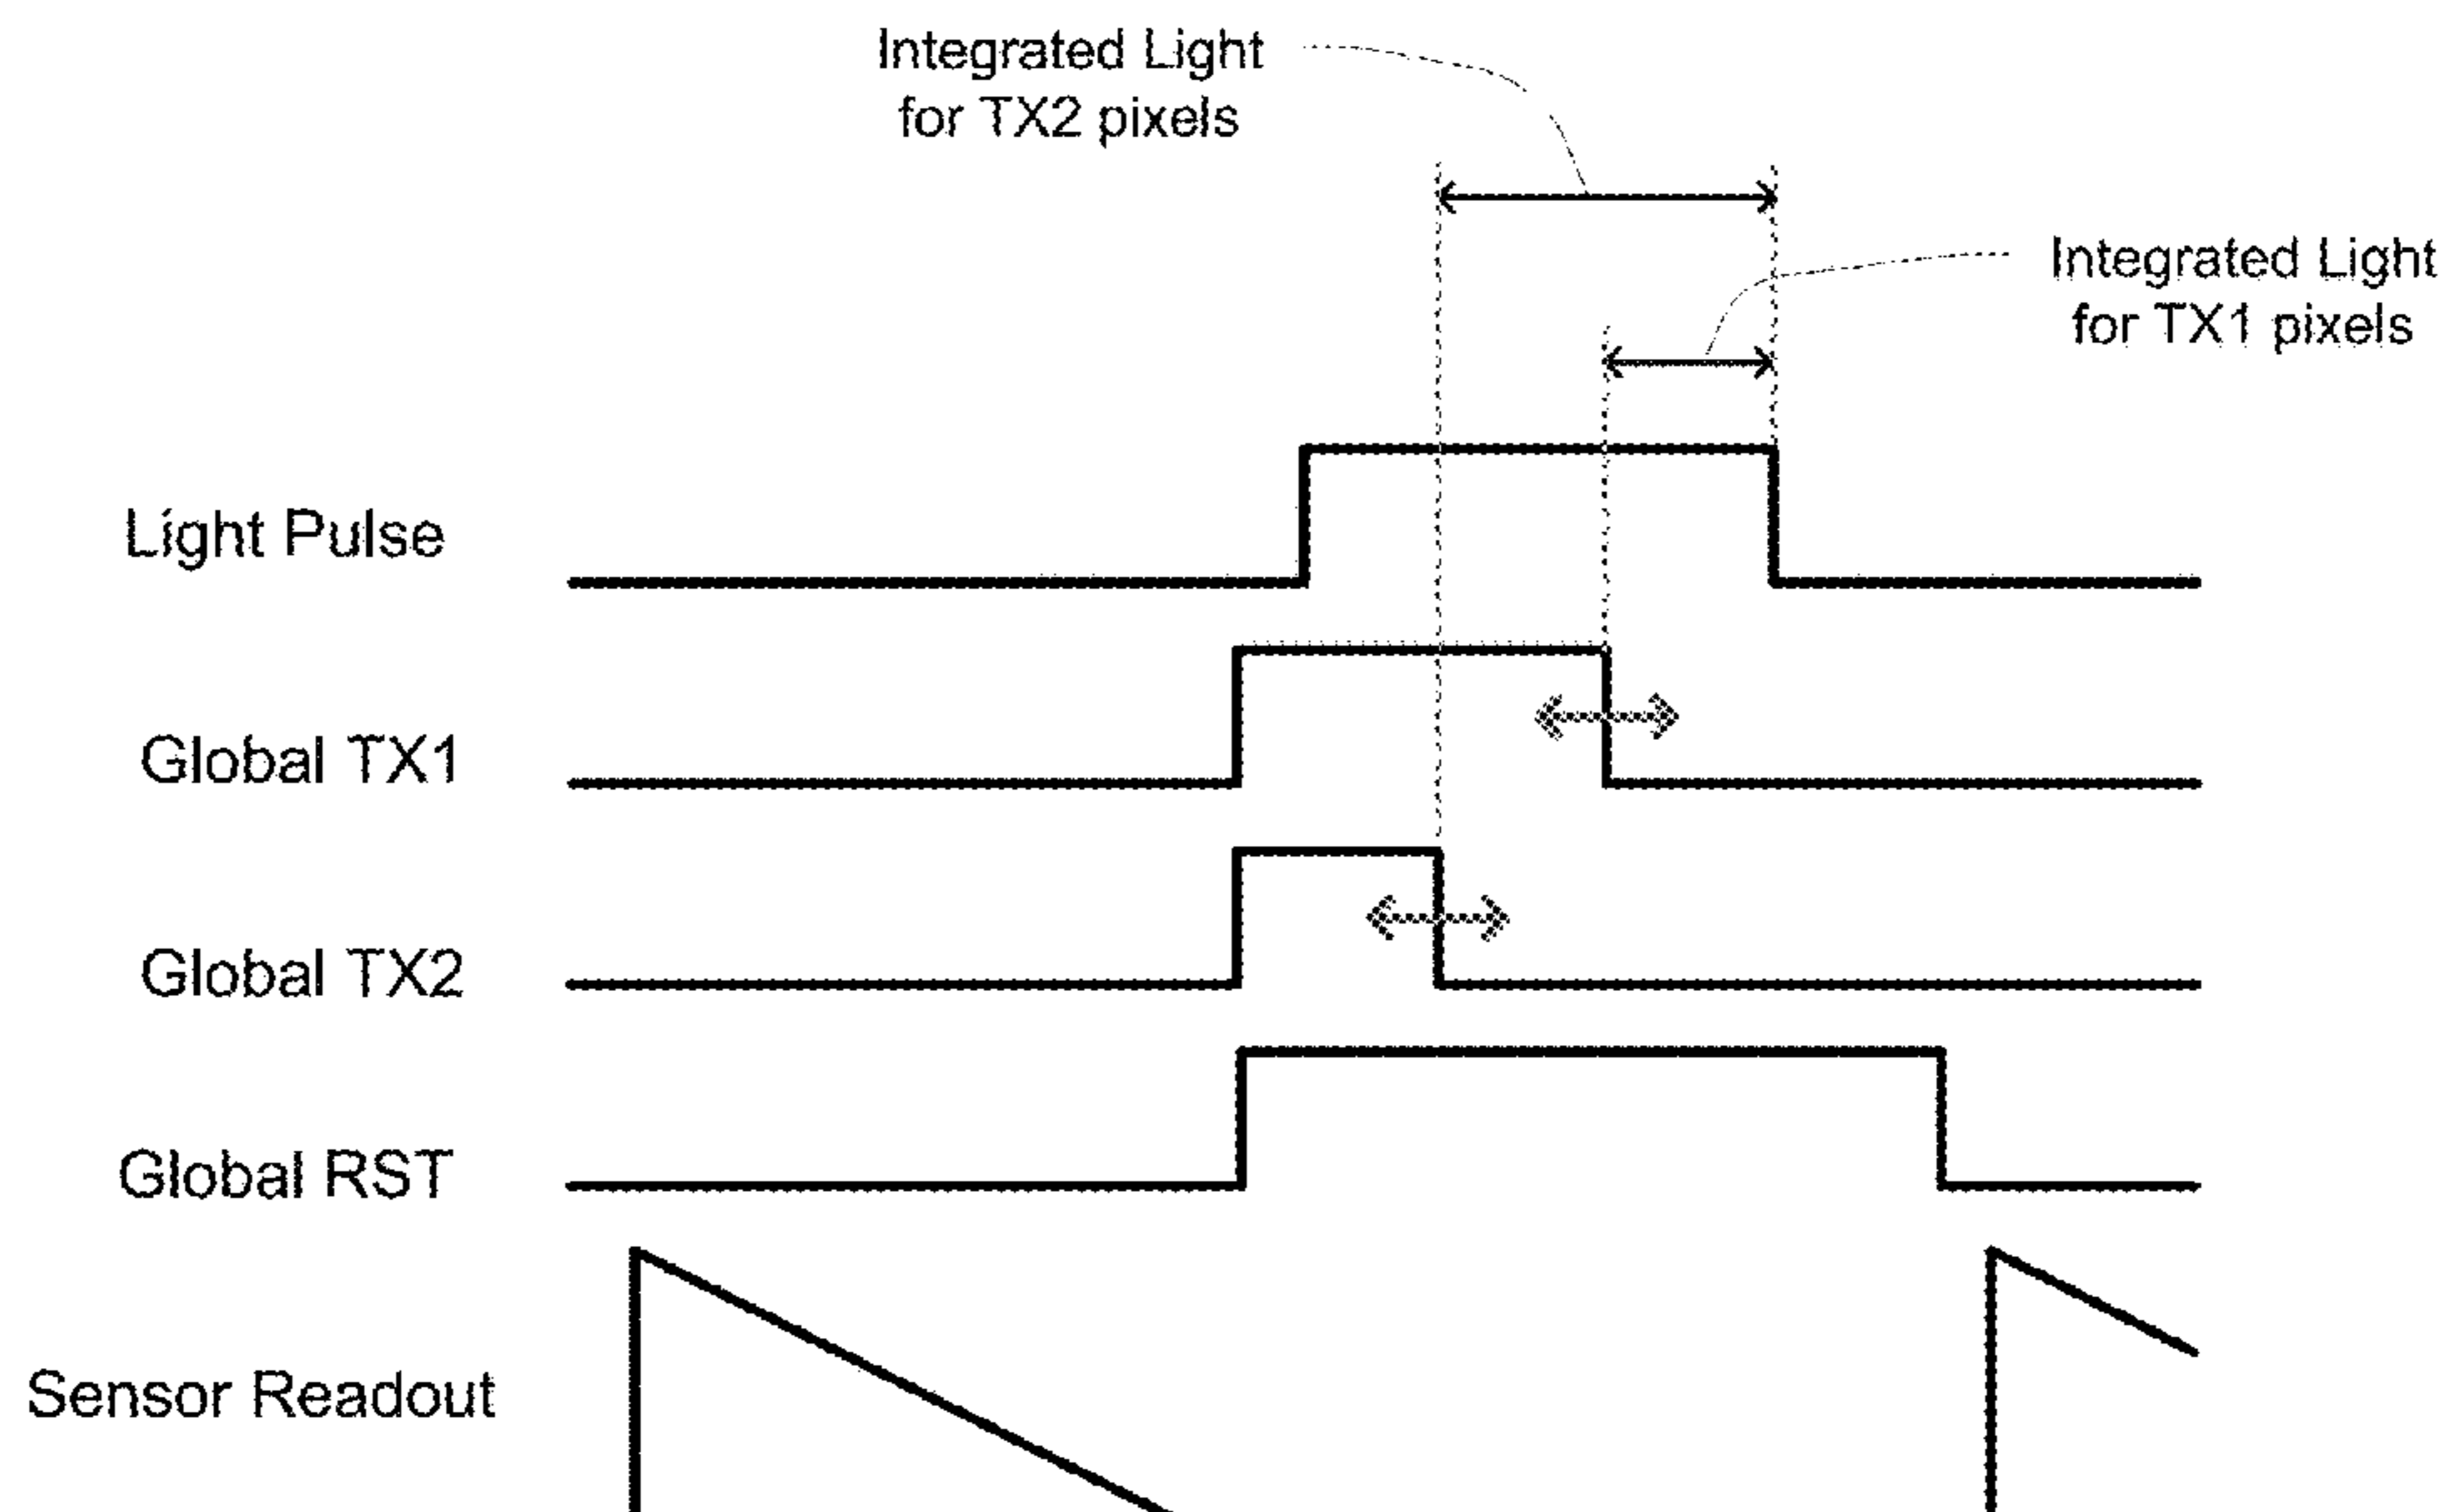 Integrated Light
for TX2 pixels
Integrated Light
for TX1 pixels
Light Pulse
Global TX1
Global TX2
Global RST
Sensor Readout